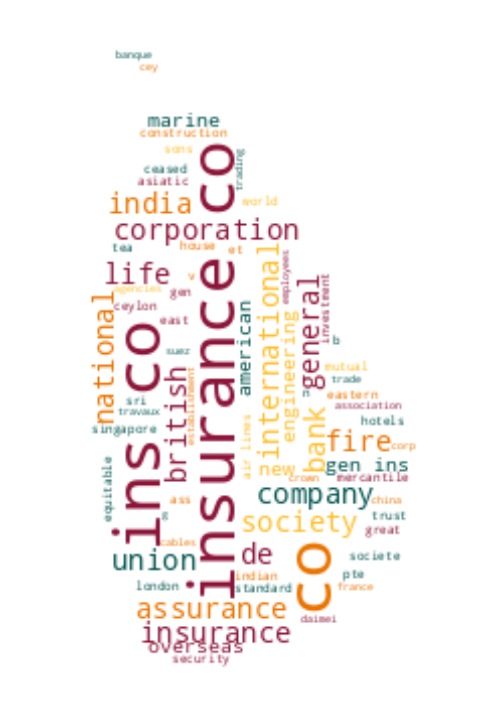 banque
cey
marine
construction
sons
ceased
asiatic
trading
insurance co
india
world
corporation
tea
house
et
life
v
agencies
gen
national
ceylon
east
ins co
suez
american
international
employees
engineering
general
investment
b
british
establishment
mutual
trade
sri
travaux
singapore
eastern
association
n
bank
hotels
air lines
fire
corp
new
gen ins
crown
mercantile
equitable
ass
company
china
society
trust
great
cables
union
de
co
societe
indian
pte
london
standard
france
assurance
daimei
insurance
overseas
security